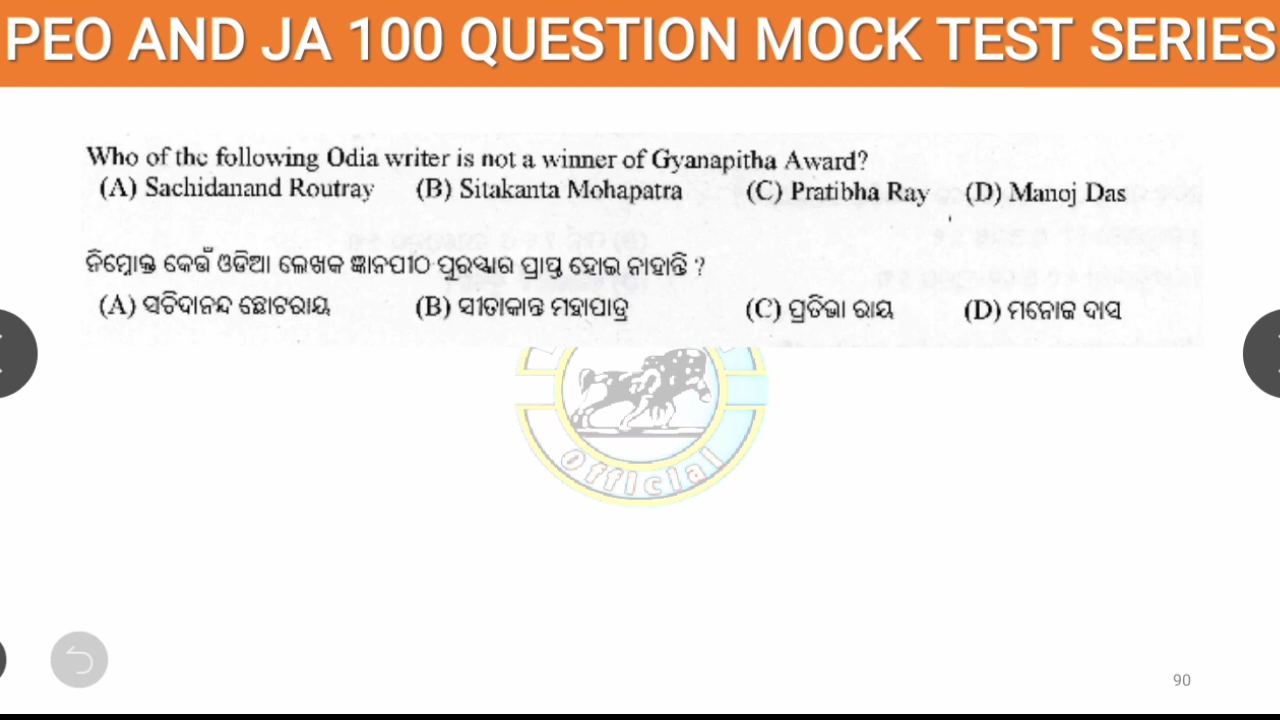 PEO AND JA 100 QUESTION MOCK TEST SERIES
Who of the following Odia writer is not a winner of Gyanapitha Award?
(A) Sachidanand Routray (B) Sitakanta Mohapatra (C) Pratibha Ray (D) Manoj Das
ନିମ୍ନୋକ୍ତ କେଉଁ ଓଡିଆ ଲେଖକ ଜ୍ଞାନପୀଠ ପୁରସ୍କାର ପ୍ରାପ୍ତ ହୋଇ ନାହାନ୍ତି ?
(A) ସଚିଦାନନ୍ଦ ଛୋଟରାୟ (B) ସୀତାକାନ୍ତ ମହାପାତ୍ର (C) ପ୍ରତିଭା ରାୟ (D) ମନୋଜ ଦାସ
Official
90